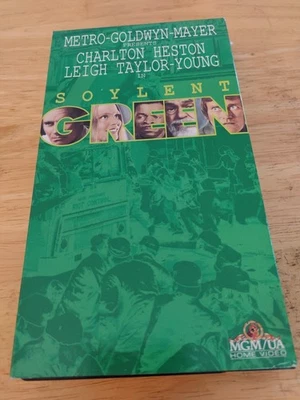 METRO-GOLDWYN-MAYER
PRESENTS
CHARLTON HESTON
LEIGH TAYLOR-YOUNG
IN
SOYLENT
GREEN
MGM/UA
HOME VIDEO